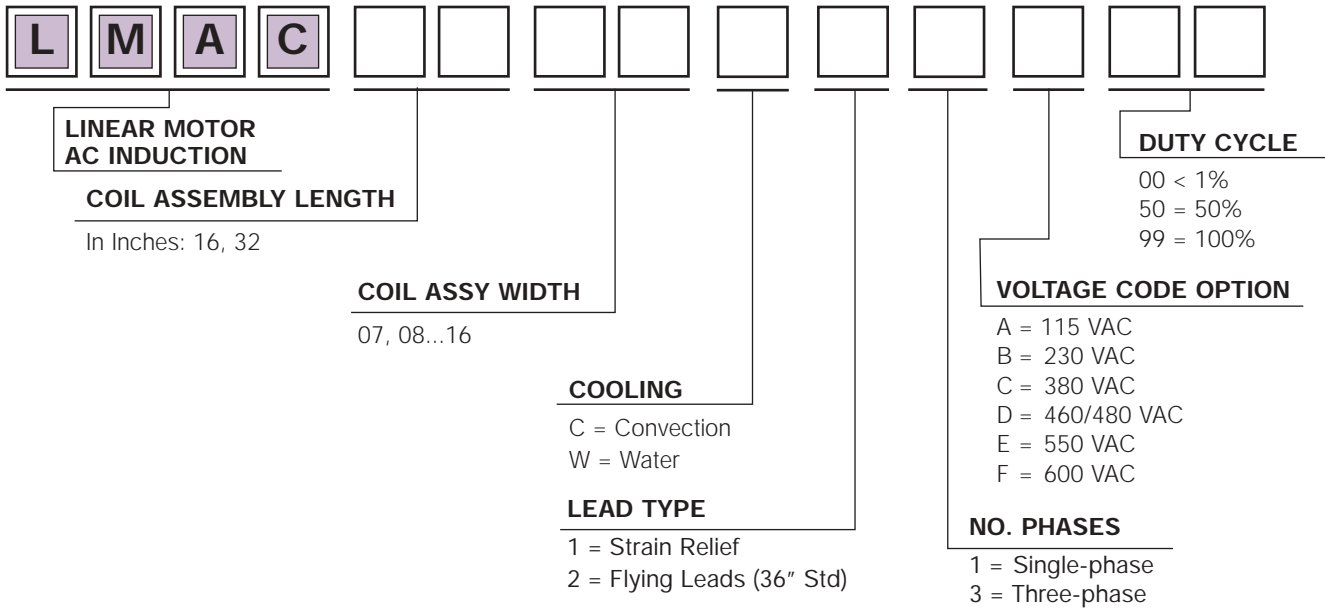 L M A C
LINEAR MOTOR
AC INDUCTION
COIL ASSEMBLY LENGTH
In Inches: 16, 32
COIL ASSY WIDTH
07, 08...16
COOLING
C = Convection
W = Water
LEAD TYPE
1 = Strain Relief
2 = Flying Leads (36" Std)
NO. PHASES
1 = Single-phase
3 = Three-phase
VOLTAGE CODE OPTION
A = 115 VAC
B = 230 VAC
C = 380 VAC
D = 460/480 VAC
E = 550 VAC
F = 600 VAC
DUTY CYCLE
00 < 1%
50 = 50%
99 = 100%